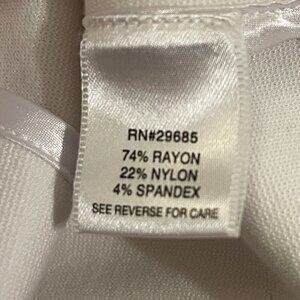 RN#29685
74% RAYON
22% NYLON
4% SPANDEX
SEE REVERSE FOR CARE